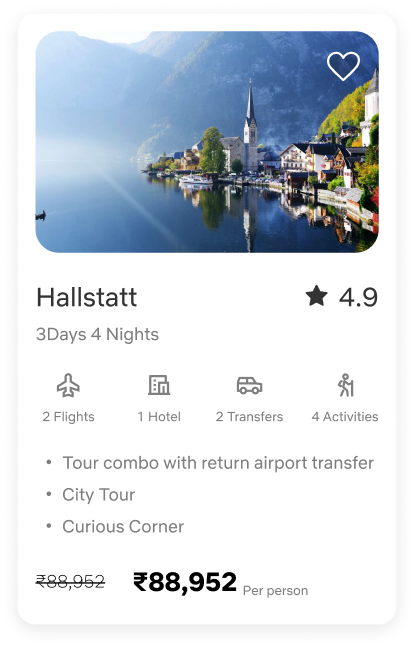 Hallstatt ★ 4.9
3Days 4 Nights
2 Flights 1 Hotel 2 Transfers 4 Activities
• Tour combo with return airport transfer
• City Tour
• Curious Corner
₹88,952 ₹88,952 Per person